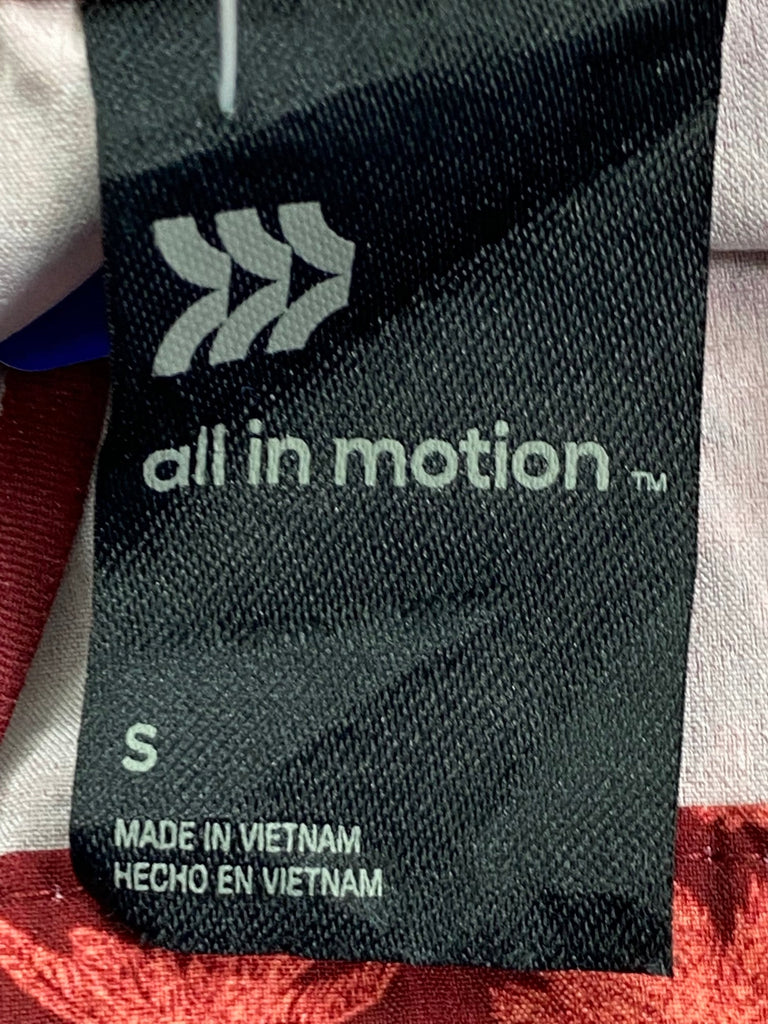 all in motion ™
S
MADE IN VIETNAM
HECHO EN VIETNAM